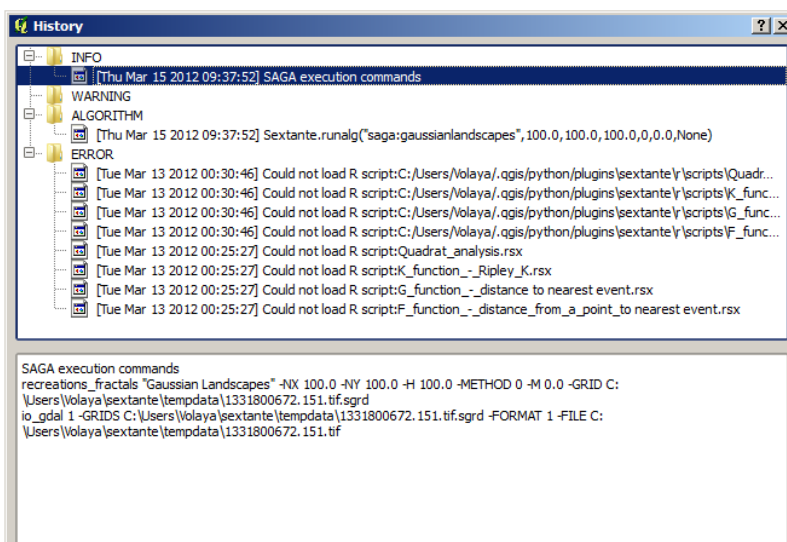 History
INFO
[Thu Mar 15 2012 09:37:52] SAGA execution commands
WARNING
ALGORITHM
[Thu Mar 15 2012 09:37:52] Sextante.runalg("saga:gaussianlandscapes",100.0,100.0,100.0,0,0.0,None)
ERROR
[Tue Mar 13 2012 00:30:46] Could not load R script:C:/Users/Volaya/.qgis/python/plugins\sextante\r\scripts\Quadr...
[Tue Mar 13 2012 00:30:46] Could not load R script:C:/Users/Volaya/.qgis/python/plugins\sextante\r\scripts\K_func...
[Tue Mar 13 2012 00:30:46] Could not load R script:C:/Users/Volaya/.qgis/python/plugins\sextante\r\scripts\G_func...
[Tue Mar 13 2012 00:30:46] Could not load R script:C:/Users/Volaya/.qgis/python/plugins\sextante\r\scripts\F_func...
[Tue Mar 13 2012 00:25:27] Could not load R script:Quadrat_analysis.rsx
[Tue Mar 13 2012 00:25:27] Could not load R script:K_function_-_Ripley_K.rsx
[Tue Mar 13 2012 00:25:27] Could not load R script:G_function_-_distance to nearest event.rsx
[Tue Mar 13 2012 00:25:27] Could not load R script:F_function_-_distance_from_a_point_to nearest event.rsx
SAGA execution commands
recreations_fractals "Gaussian Landscapes" -NX 100.0 -NY 100.0 -H 100.0 -METHOD 0 -M 0.0 -GRID C:
\Users\Volaya\sextante\tempdata\1331800672.151.tif.sgrd
io_gdal 1 -GRIDS C:\Users\Volaya\sextante\tempdata\1331800672.151.tif.sgrd -FORMAT 1 -FILE C:
\Users\Volaya\sextante\tempdata\1331800672.151.tif